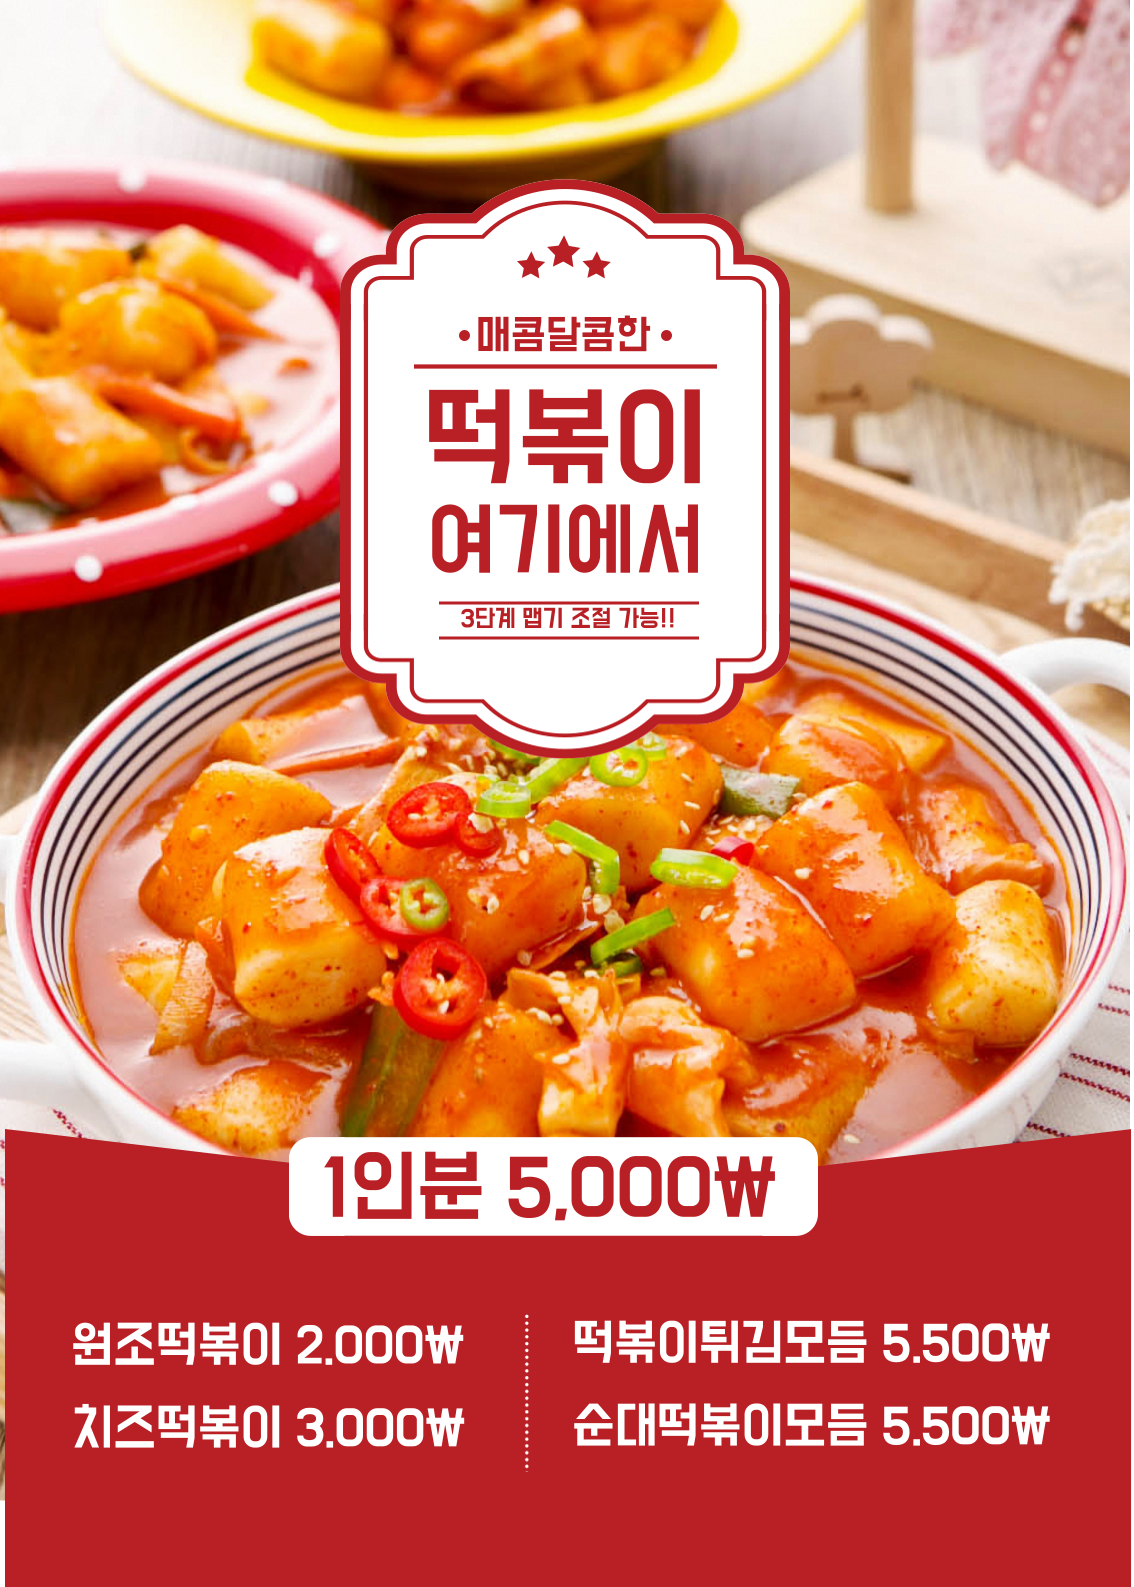 •매콤달콤한•
떡볶이
여기에서
3단계 맵기 조절 가능!!
1인분 5,000₩
원조떡볶이 2.000₩
치즈떡볶이 3.000₩
떡볶이튀김모듬 5.500₩
순대떡볶이모듬 5.500₩